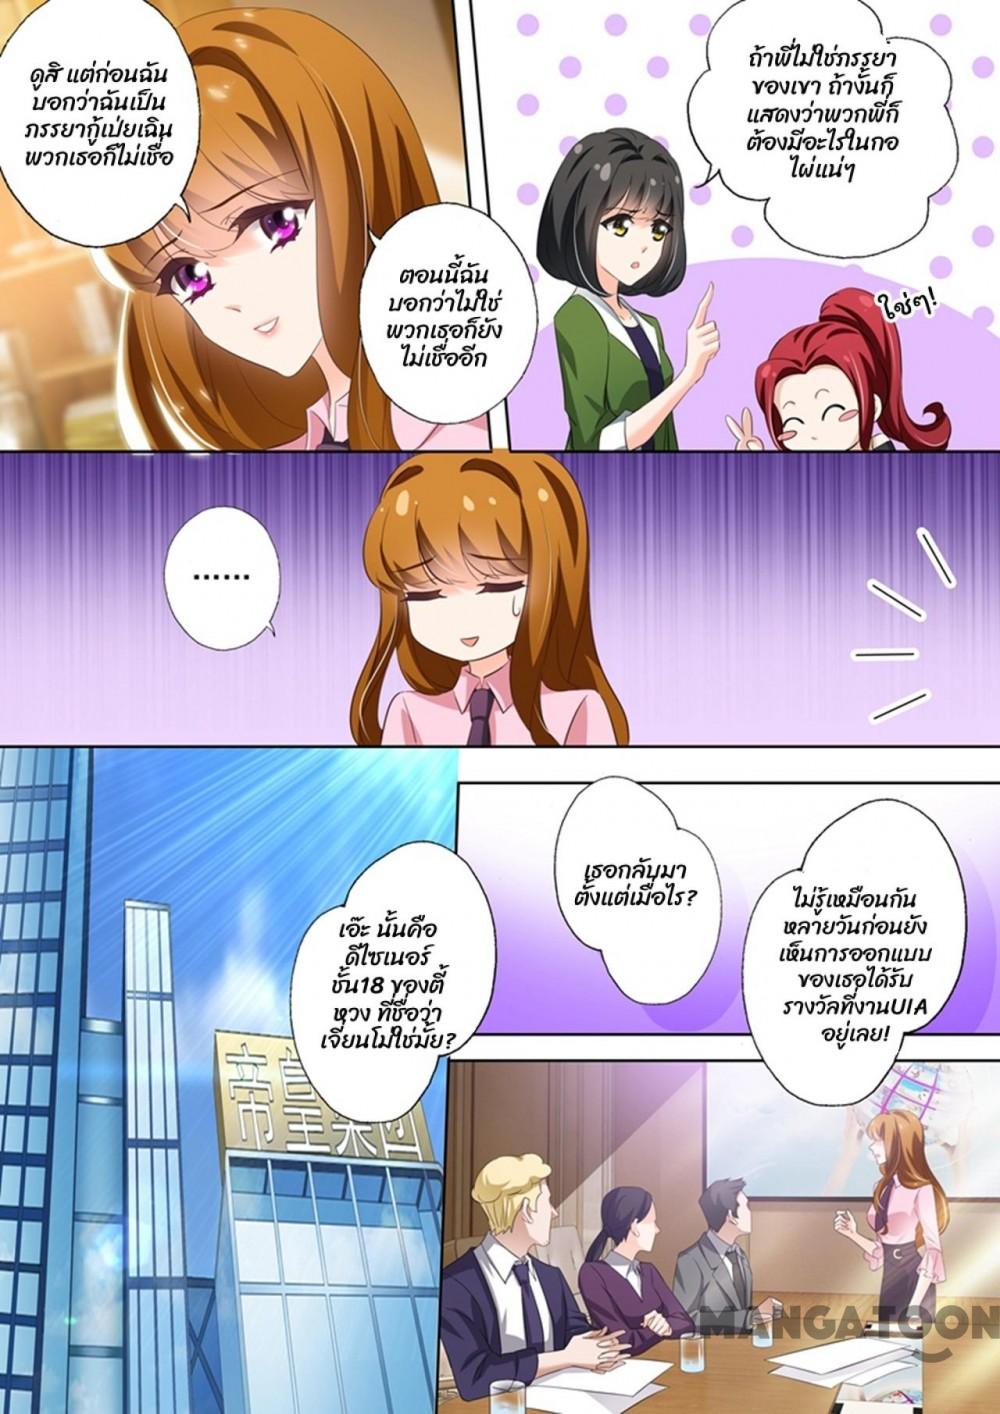 ดูสิ แต่ก่อนฉัน
บอกว่าฉันเป็น
ภรรยากู้เป่ยเฉิน
พวกเธอก็ไม่เชื่อ
ตอนนี้ฉัน
บอกว่าไม่ใช่
พวกเธอก็ยัง
ไม่เชื่ออีก
ถ้าพี่ไม่ใช่ภรรยา
ของเขา ถ้างั้นก็
แสดงว่าพวกพี่ก็
ต้องมีอะไรในกอ
ไผ่แน่ๆ
ใช่ๆ!
......
เอ๊ะ นั้นคือ
ดีไซเนอร์
ชั้น18 ของตี้
หวง ที่ชื่อว่า
เจี่ยนโม่ใช่มั้ย?
เธอกลับมา
ตั้งแต่เมื่อไร?
ไม่รู้เหมือนกัน
หลายวันก่อนยัง
เห็นการออกแบบ
ของเธอได้รับ
รางวัลที่งานUIA
อยู่เลย!
帝皇集团
MANGATOON